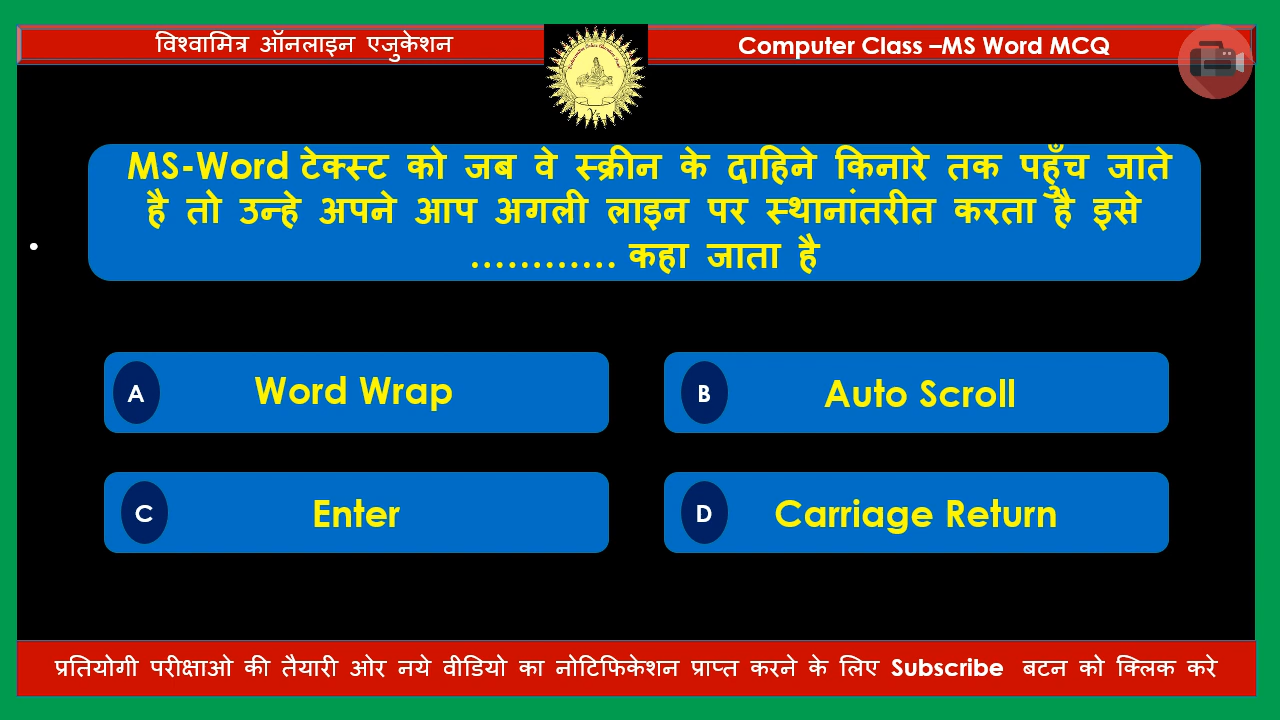 विश्वामित्र ऑनलाइन एजुकेशन
Computer Class –MS Word MCQ
MS-Word टेक्स्ट को जब वे स्क्रीन के दाहिने किनारे तक पहुँच जाते
है तो उन्हे अपने आप अगली लाइन पर स्थानांतरीत करता है इसे
………… कहा जाता है
A Word Wrap
B Auto Scroll
C Enter
D Carriage Return
प्रतियोगी परीक्षाओ की तैयारी ओर नये वीडियो का नोटिफिकेशन प्राप्त करने के लिए Subscribe बटन को क्लिक करे